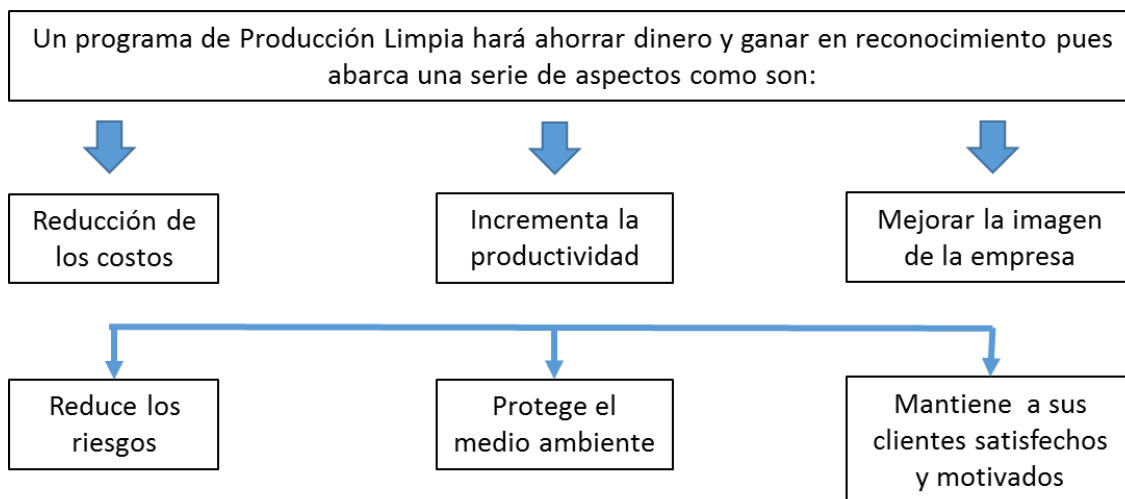 Un programa de Producción Limpia hará ahorrar dinero y ganar en reconocimiento pues
abarca una serie de aspectos como son:
Reducción de
los costos
Incrementa la
productividad
Mejorar la imagen
de la empresa
Reduce los
riesgos
Protege el
medio ambiente
Mantiene a sus
clientes satisfechos
y motivados